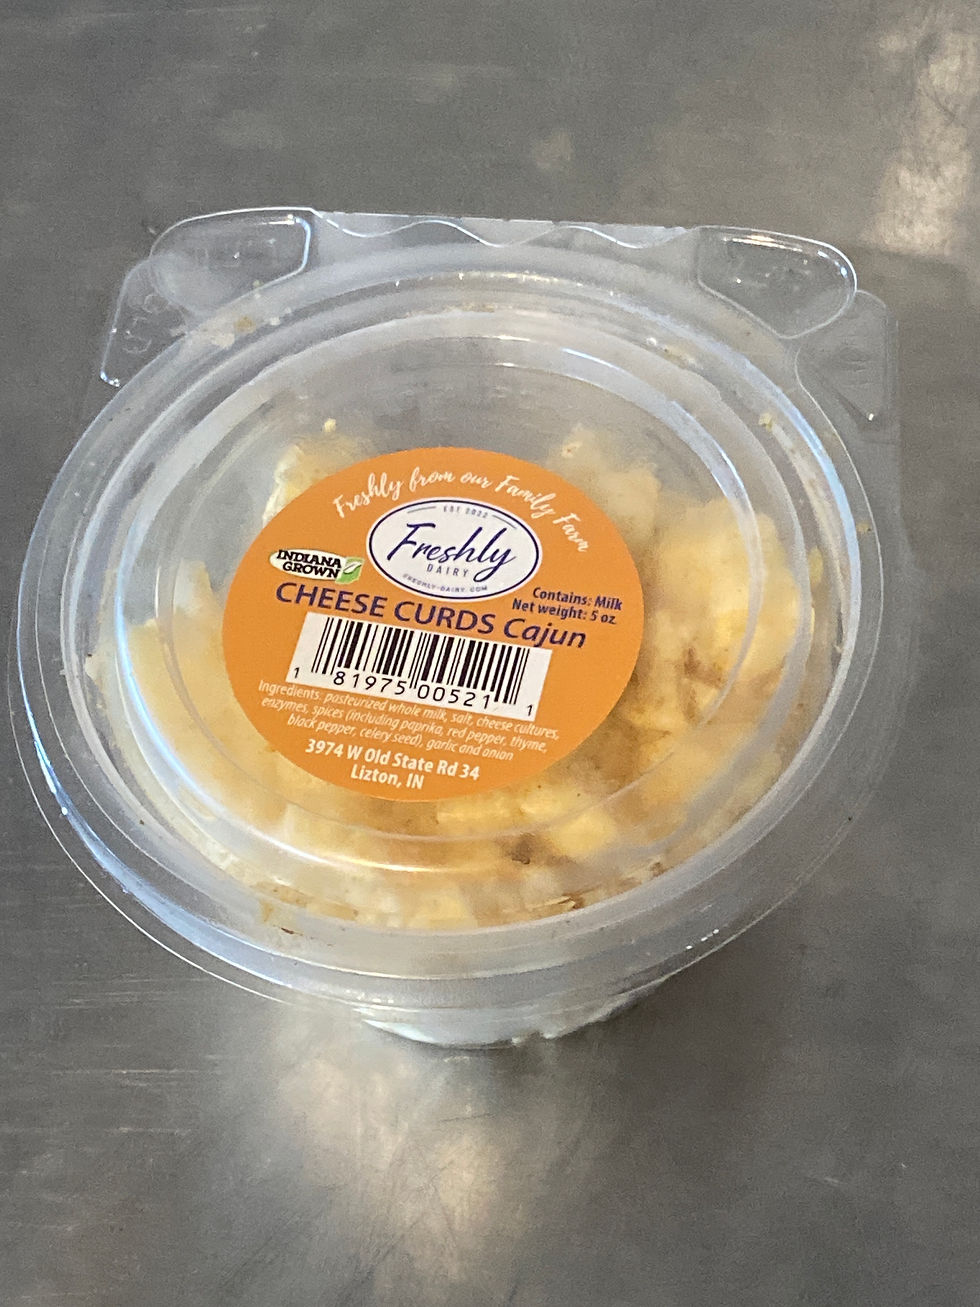 Freshly from our Family Farm
EST 2022
Freshly
DAIRY
FRESHLY-DAIRY.COM
INDIANA
GROWN
Contains: Milk
Net weight: 5 oz
CHEESE CURDS Cajun
1 81975 00521 1
Ingredients: pasteurized whole milk, salt, cheese cultures,
enzymes, spices (including paprika, red pepper, thyme,
black pepper, celery seed), garlic and onion
3974 W Old State Rd 34
Lizton, IN